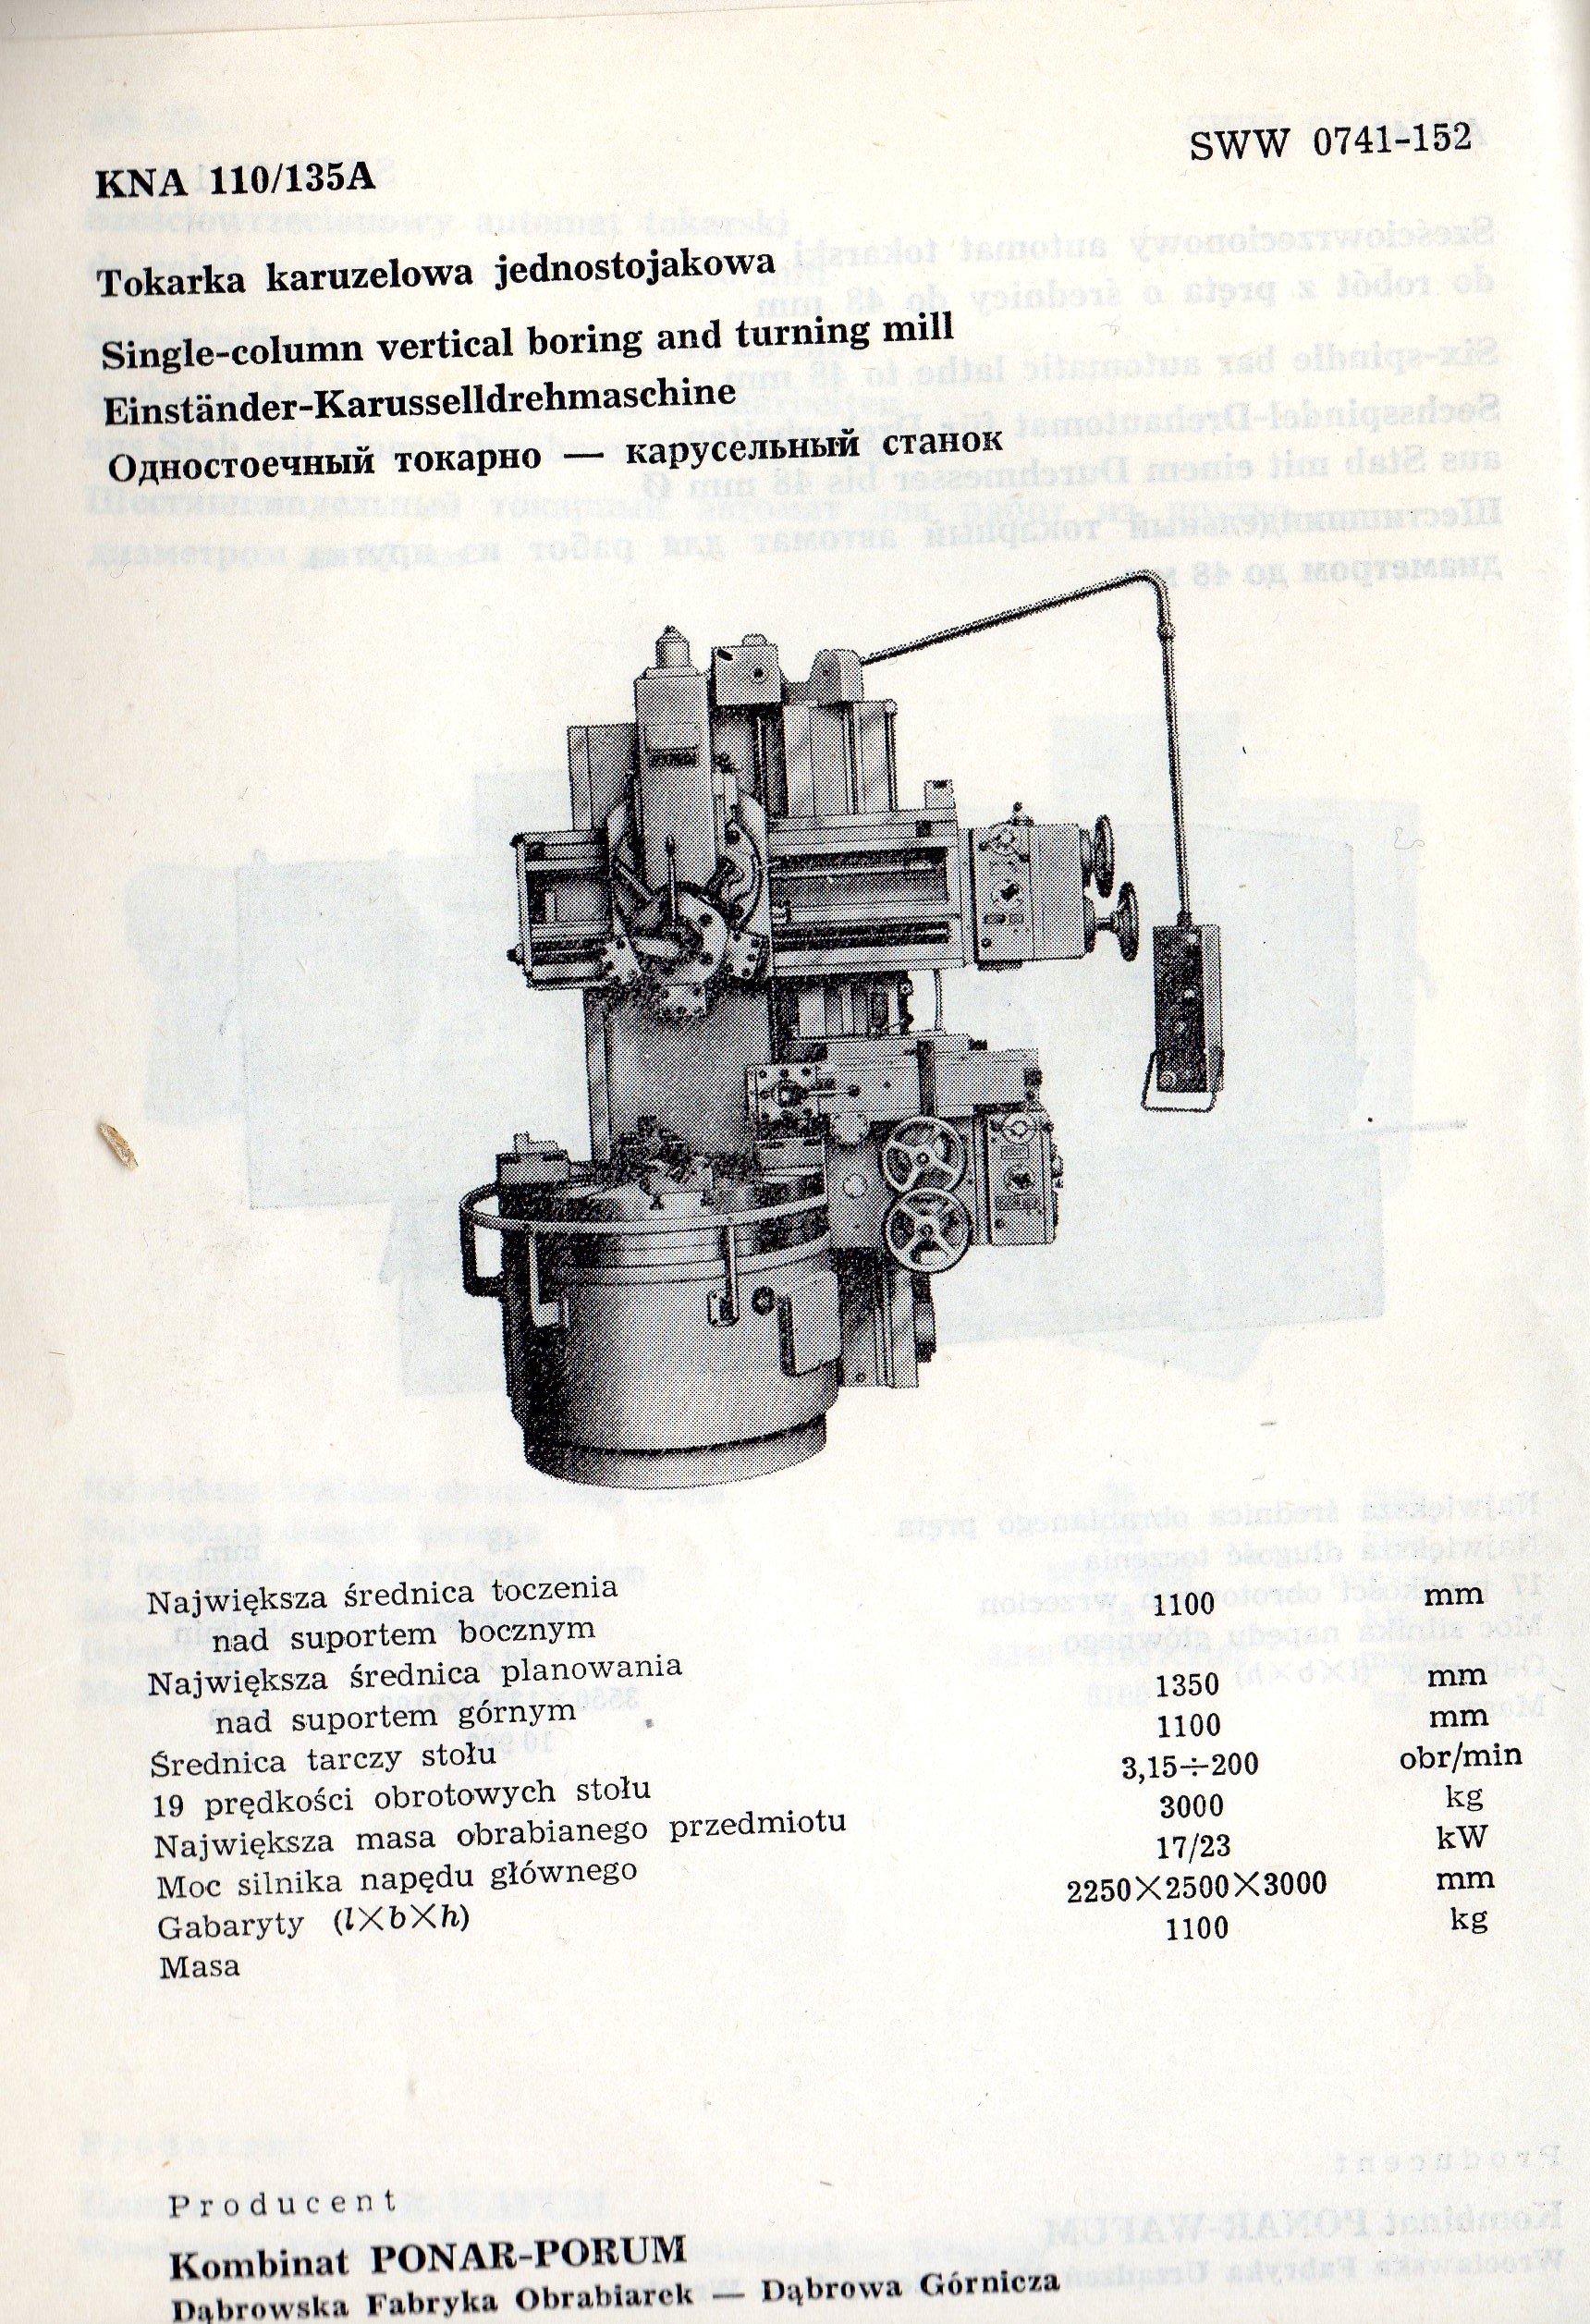 SWW 0741-152
KNA 110/135A
Tokarka karuzelowa jednostojakowa
Single-column vertical boring and turning mill
Einständer-Karusselldrehmaschine
Одностоечный токарно — карусельный станок
Największa średnica toczenia
nad suportem bocznym 1100 mm
Największa średnica planowania
nad suportem górnym 1350 mm
Średnica tarczy stołu 1100 mm
19 prędkości obrotowych stołu 3,15÷200 obr/min
Największa masa obrabianego przedmiotu 3000 kg
Moc silnika napędu głównego 17/23 kW
Gabaryty (l×b×h) 2250×2500×3000 mm
Masa 1100 kg
Producent
Kombinat PONAR-PORUM
Dąbrowska Fabryka Obrabiarek — Dąbrowa Górnicza